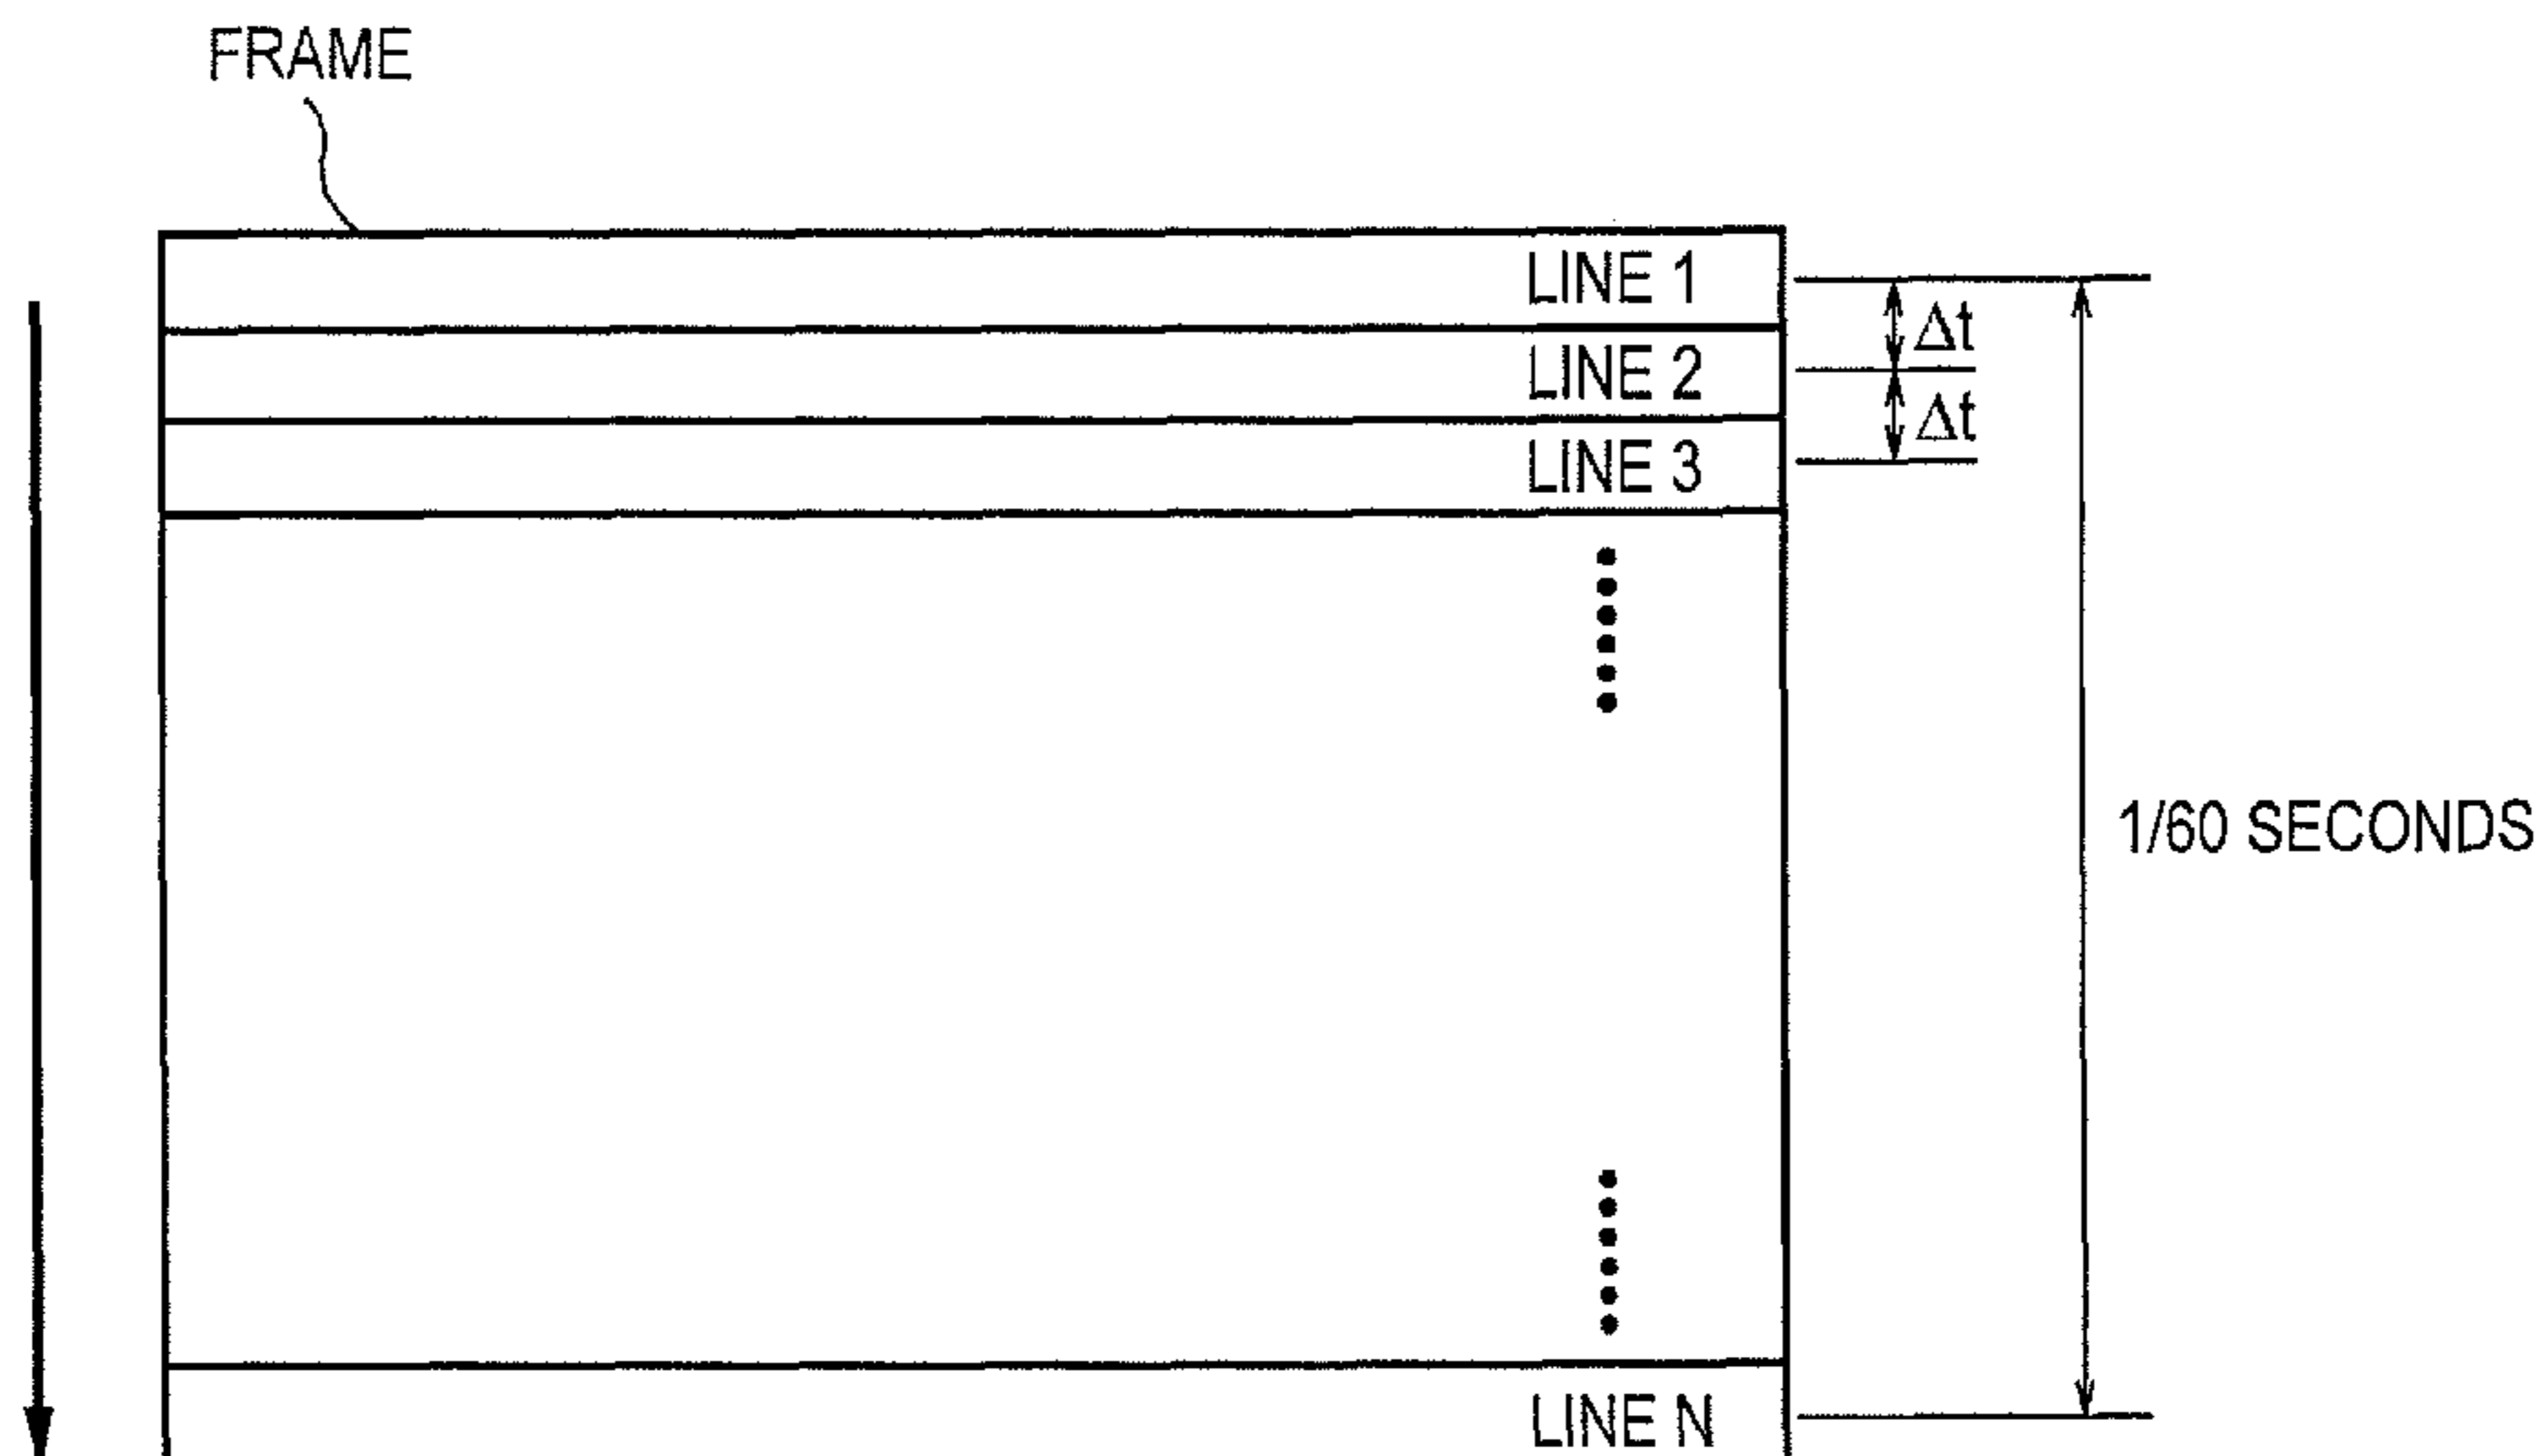 FRAME
LINE 1
Δt
LINE 2
Δt
LINE 3
1/60 SECONDS
LINE N